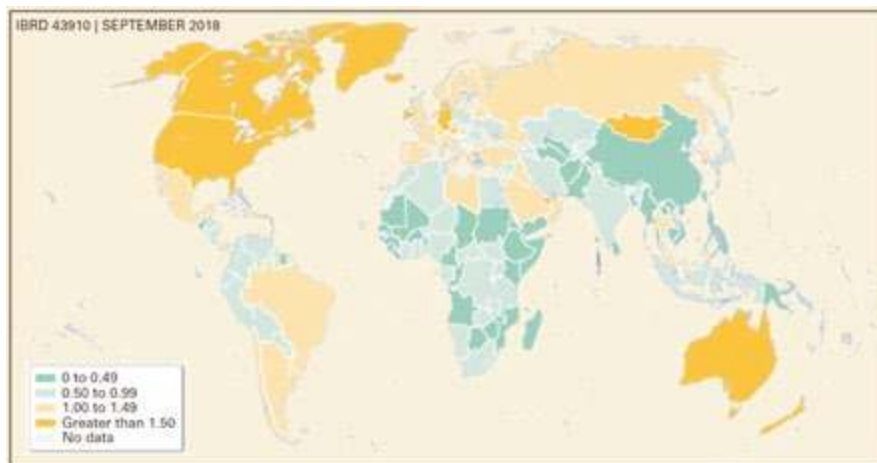 IBRD 43910 | SEPTEMBER 2018
0 to 0.49
0.50 to 0.99
1.00 to 1.49
Greater than 1.50
No data